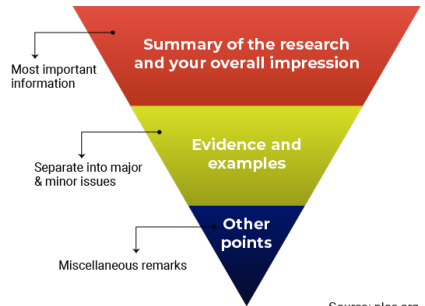 Summary of the research
and your overall impression
Most important
information
Evidence and
examples
Separate into major
& minor issues
Other
points
Miscellaneous remarks